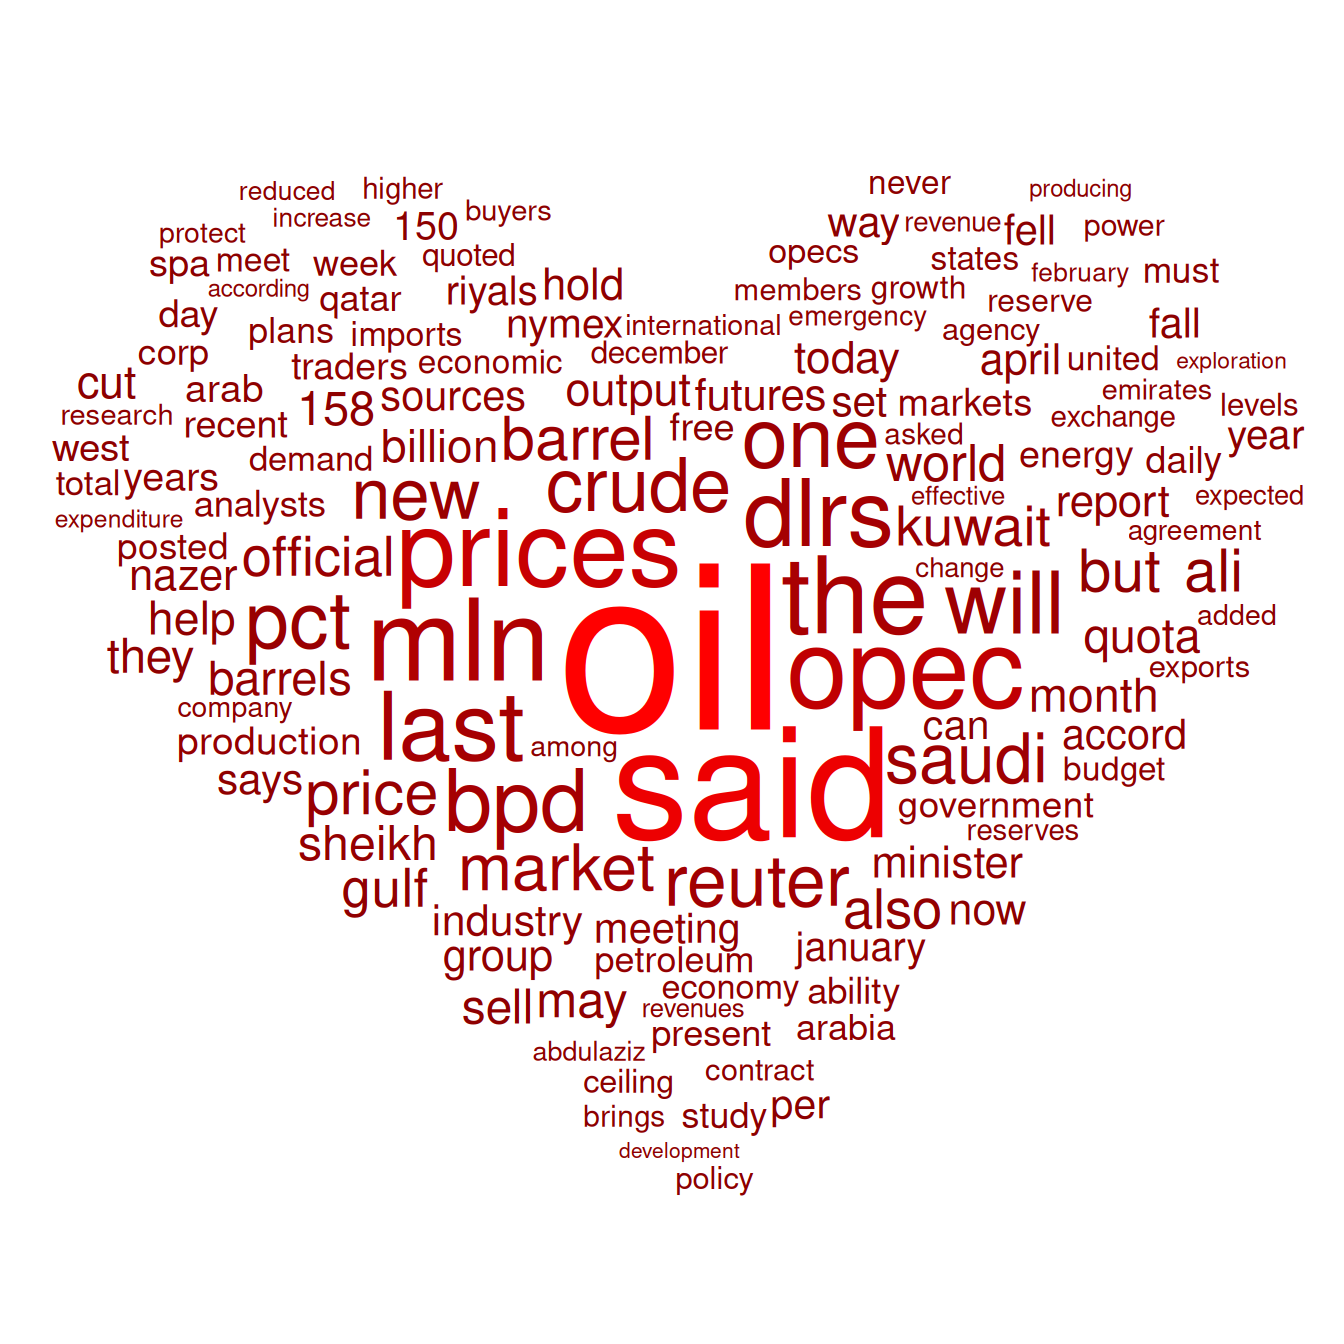 reduced higher never producing
protect increase 150 buyers way revenue fell power
spa meet week quoted opecs states february must
according qatar riyals hold members growth reserve
day plans imports nymex international emergency agency fall
corp traders economic december today april united exploration
cut arab 158 sources output futures set markets emirates levels
research recent billion barrel free one asked exchange year
west demand world energy daily
total years analysts new crude dlrs effective report expected
expenditure posted official prices kuwait agreement
nazer change but ali
help pct mln oil the will quota added
they barrels opec month exports
company last can
production among saudi accord
says price bpd said government budget
sheikh reserves
gulf market reuter minister
industry meeting also now
group petroleum january
sell may economy ability
revenues
present arabia
abdulaziz
ceiling contract
brings study per
development
policy